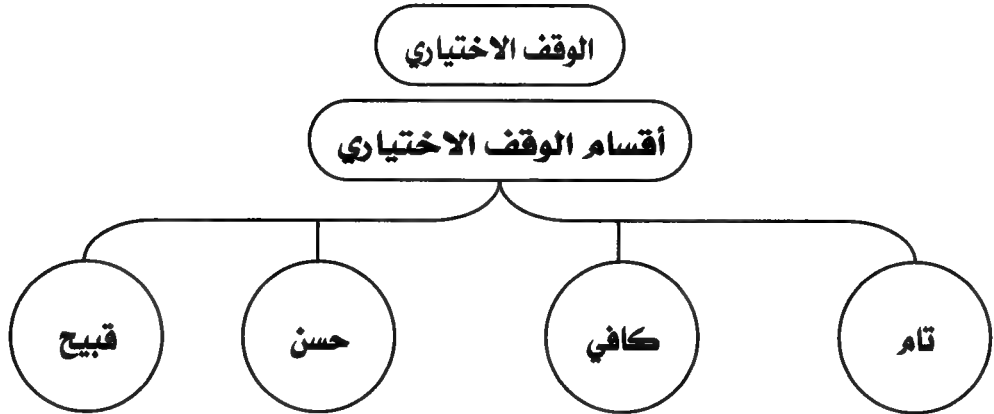 الوقف الاختياري
أقسام الوقف الاختياري
تام
كافي
حسن
قبيح